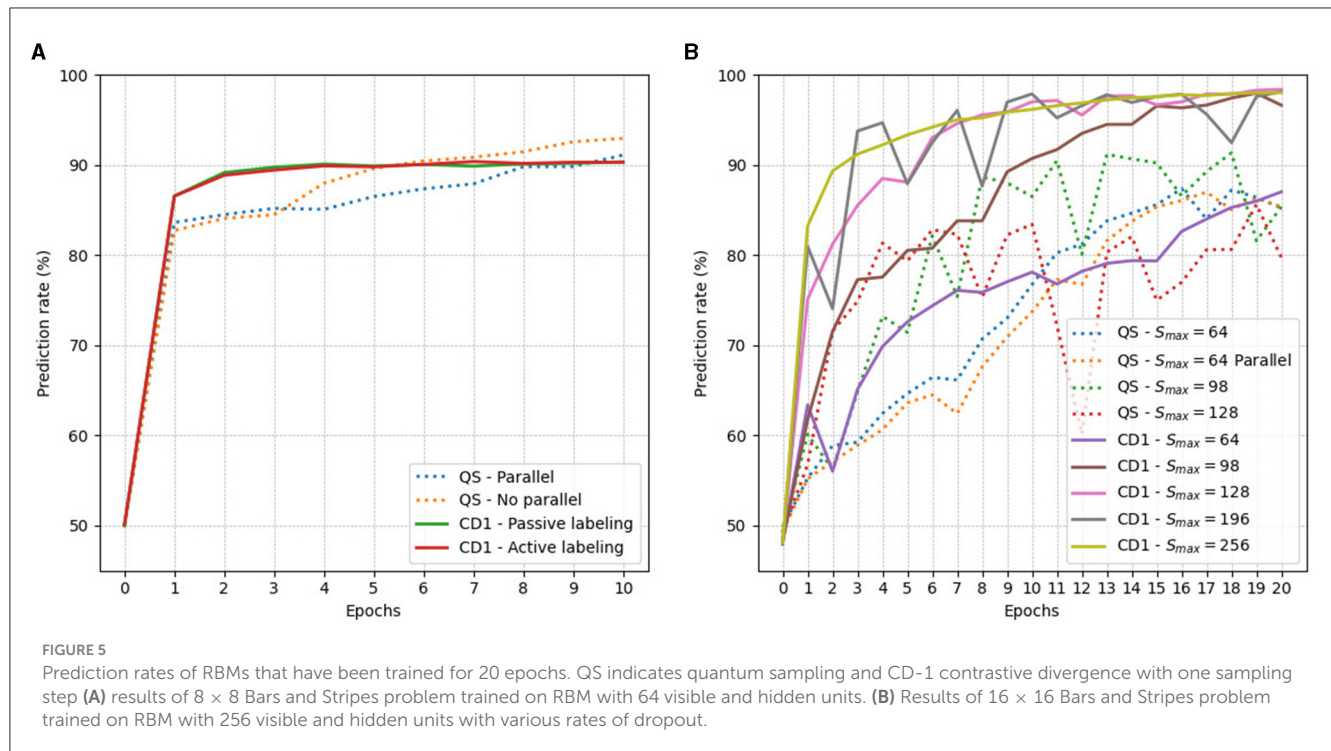 A
Prediction rate (%)
100
90
80
70
60
50
0 1 2 3 4 5 6 7 8 9 10
Epochs
QS - Parallel
QS - No parallel
CD1 - Passive labeling
CD1 - Active labeling
B
Prediction rate (%)
100
90
80
70
60
50
0 1 2 3 4 5 6 7 8 9 10 11 12 13 14 15 16 17 18 19 20
Epochs
QS - Smax = 64
QS - Smax = 64 Parallel
QS - Smax = 98
QS - Smax = 128
CD1 - Smax = 64
CD1 - Smax = 98
CD1 - Smax = 128
CD1 - Smax = 196
CD1 - Smax = 256
FIGURE 5
Prediction rates of RBMs that have been trained for 20 epochs. QS indicates quantum sampling and CD-1 contrastive divergence with one sampling
step (A) results of 8 × 8 Bars and Stripes problem trained on RBM with 64 visible and hidden units. (B) Results of 16 × 16 Bars and Stripes problem
trained on RBM with 256 visible and hidden units with various rates of dropout.